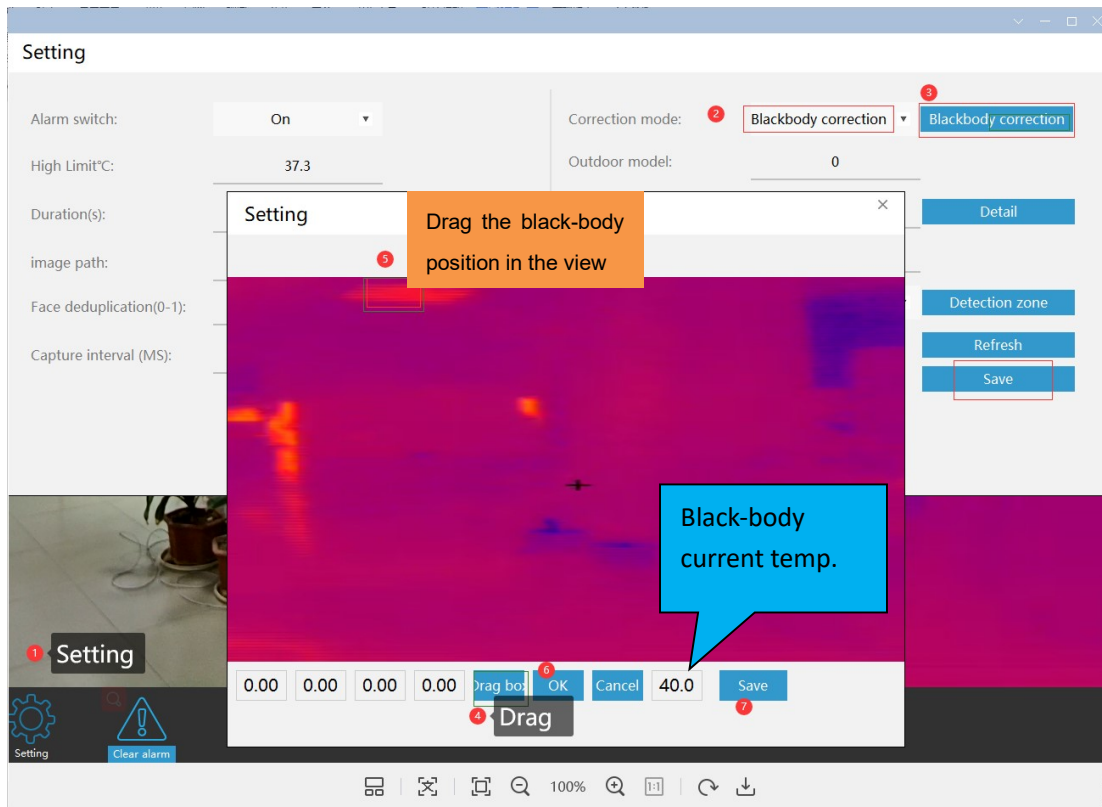 Setting
Alarm switch:
On
Correction mode:
2
Blackbody correction
3
Blackbody correction
High Limit°C:
37.3
Outdoor model:
0
Duration(s):
Setting
Drag the black-body
position in the view
Detail
image path:
5
Face deduplication(0-1):
Detection zone
Capture interval (MS):
Refresh
Save
Black-body
current temp.
1
Setting
0.00
0.00
0.00
0.00
Drag box
6
OK
Cancel
40.0
Save
4
Drag
7
Setting
Clear alarm
100%
1:1